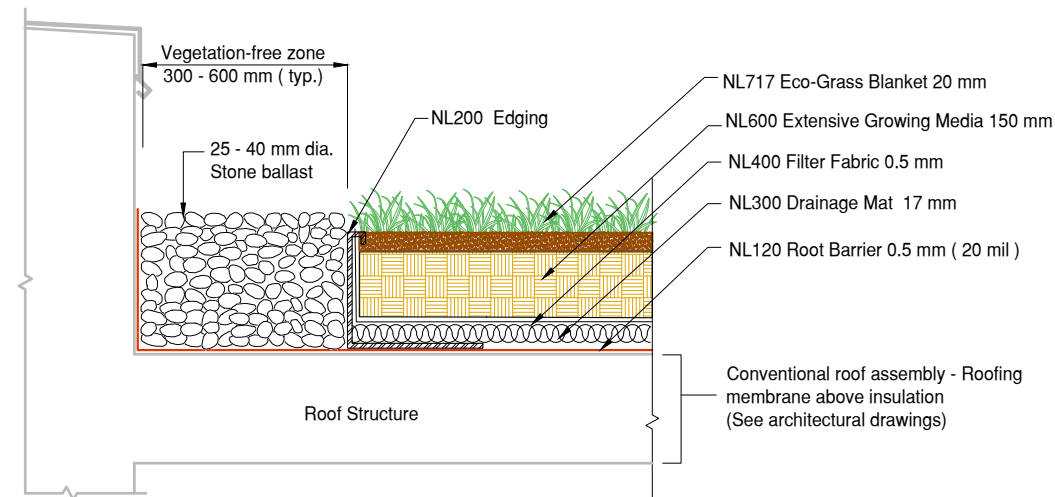 Vegetation-free zone
300 - 600 mm ( typ.)
NL200 Edging
25 - 40 mm dia.
Stone ballast
NL717 Eco-Grass Blanket 20 mm
NL600 Extensive Growing Media 150 mm
NL400 Filter Fabric 0.5 mm
NL300 Drainage Mat 17 mm
NL120 Root Barrier 0.5 mm ( 20 mil )
Conventional roof assembly - Roofing
membrane above insulation
(See architectural drawings)
Roof Structure